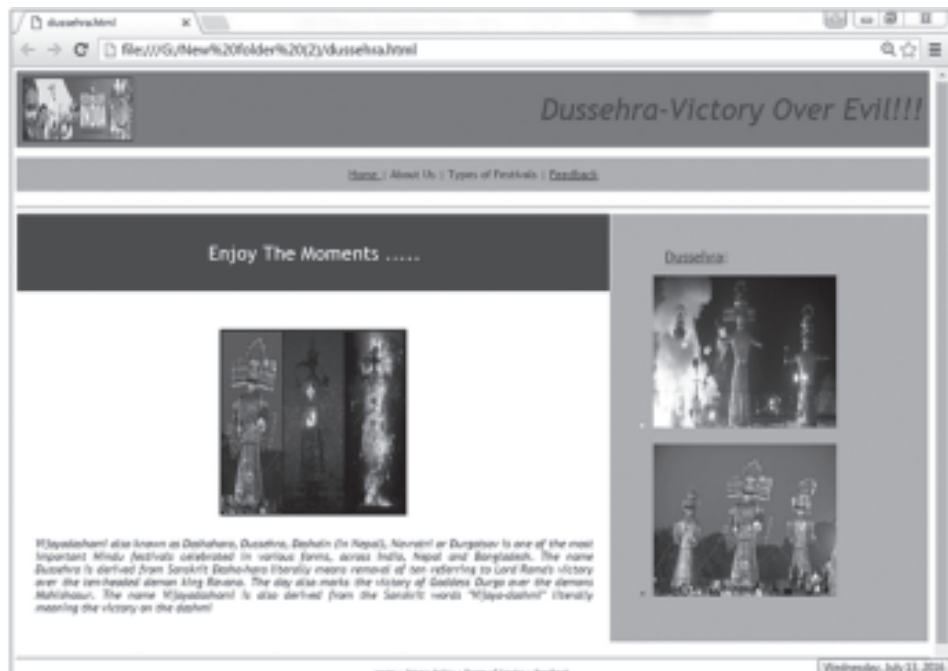 dussehra.html
file:///G:/New%20folder%20(2)/dussehra.html
Dussehra-Victory Over Evil!!!
Home | About Us | Types of Festivals | Feedback
Enjoy The Moments .....
Dussehra:
Vijayadashami also known as Dashahara, Dussehra, Dashain (in Nepal), Navratri or Durgotsav is one of the most
important Hindu festivals celebrated in various forms, across India, Nepal and Bangladesh. The name
Dussehra is derived from Sanskrit Dasha-hara literally means removal of ten referring to Lord Rama's victory
over the ten-headed demon king Ravana. The day also marks the victory of Goddess Durga over the demons
Mahishasur. The name Vijayadashami is also derived from the Sanskrit words "Vijaya-dashmi" literally
meaning the victory on the dashmi
Wednesday, July 13, 2016